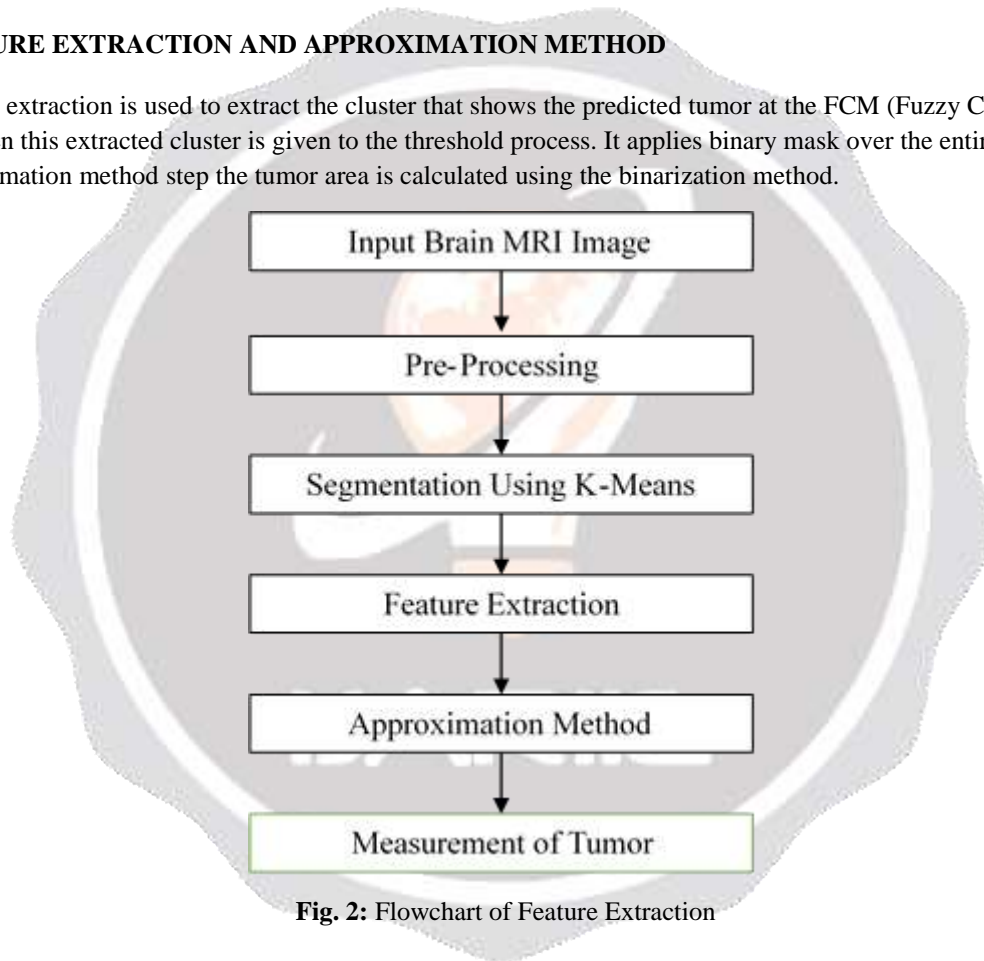 URE EXTRACTION AND APPROXIMATION METHOD
extraction is used to extract the cluster that shows the predicted tumor at the FCM (Fuzzy C
n this extracted cluster is given to the threshold process. It applies binary mask over the entir
mation method step the tumor area is calculated using the binarization method.
Input Brain MRI Image
Pre-Processing
Segmentation Using K-Means
Feature Extraction
Approximation Method
Measurement of Tumor
Fig. 2: Flowchart of Feature Extraction